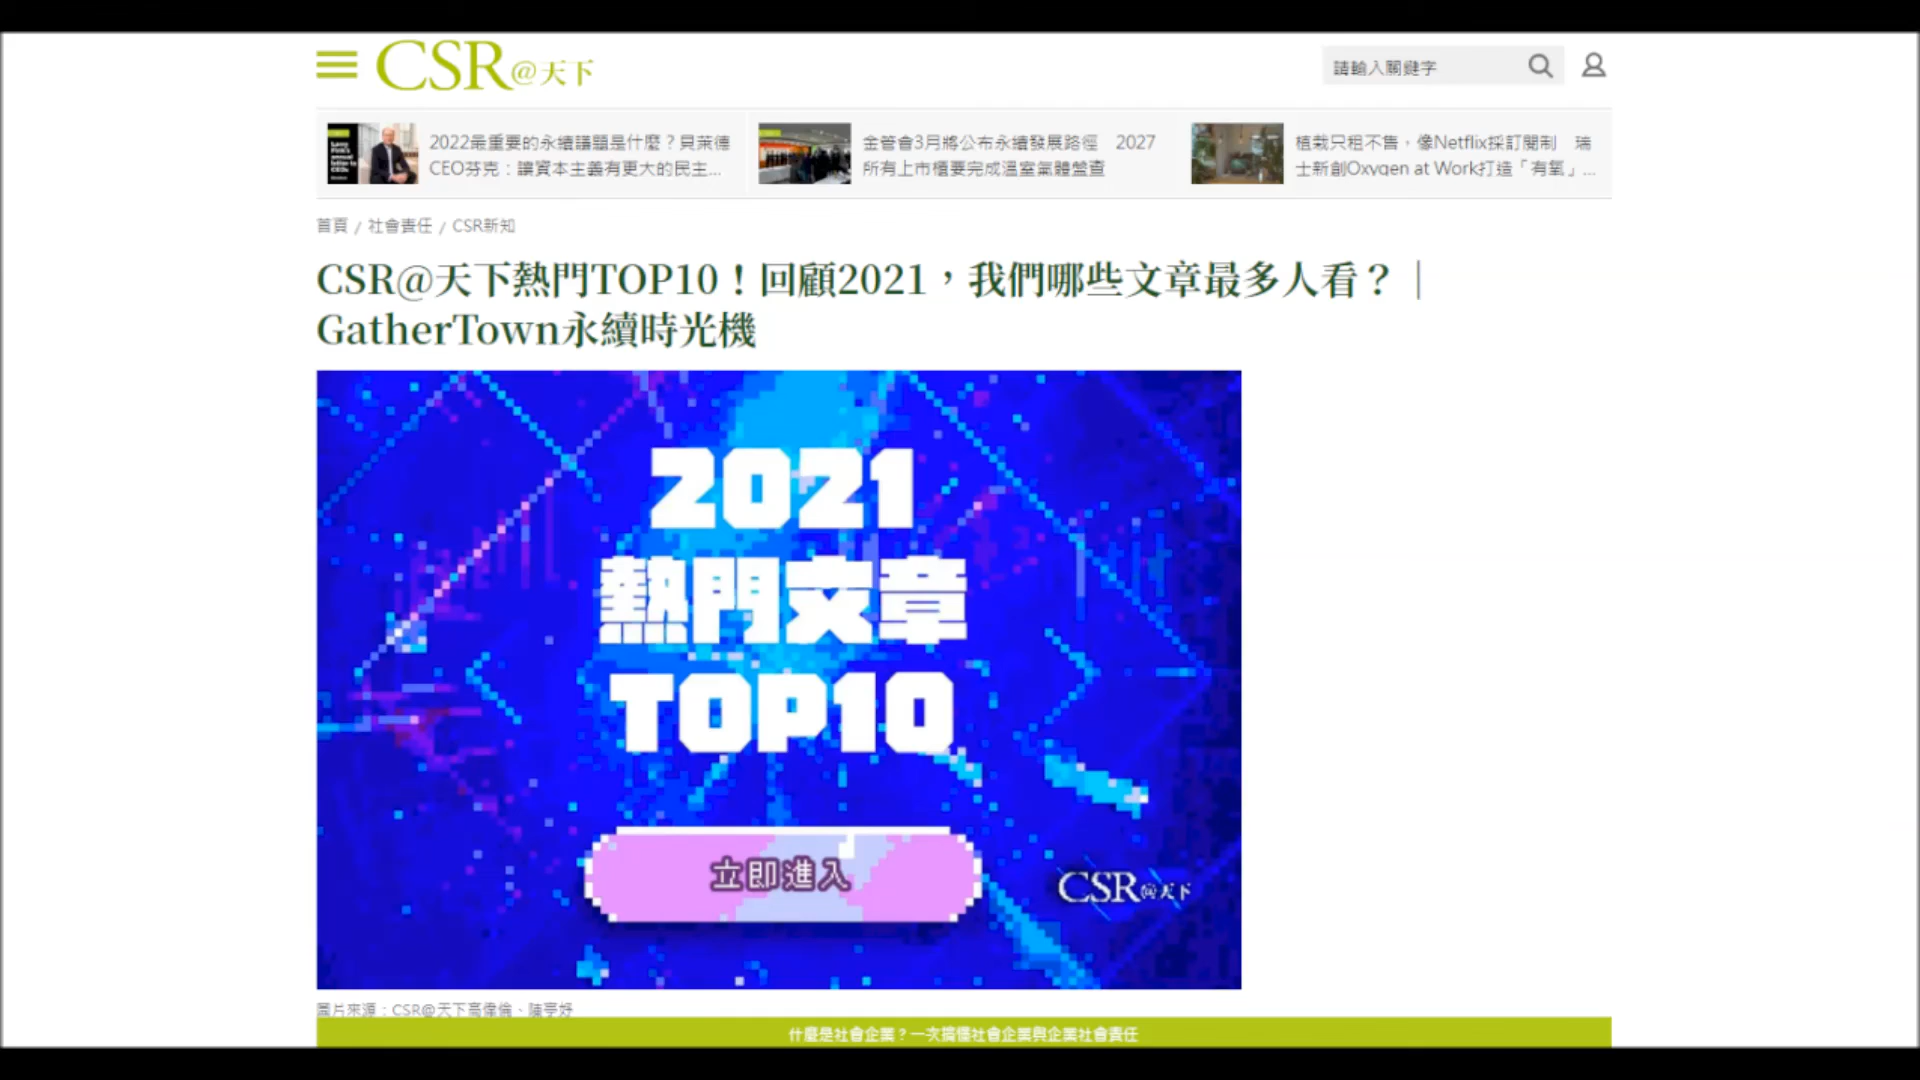 CSR@天下
請輸入關鍵字
2022最重要的永續議題是什麼？貝萊德
CEO芬克：讓資本主義有更大的民主...
金管會3月將公布永續發展路徑 2027
所有上市櫃要完成溫室氣體盤查
植栽只租不售，像Netflix採訂閱制 瑞
士新創Oxygen at Work打造「有氧」...
首頁 / 社會責任 / CSR新知
CSR@天下熱門TOP10！回顧2021，我們哪些文章最多人看？｜
GatherTown永續時光機
2021
熱門文章
TOP10
立即進入
CSR@天下
圖片來源：CSR@天下高偉倫、陳亭妤
什麼是社會企業？一次搞懂社會企業與企業社會責任